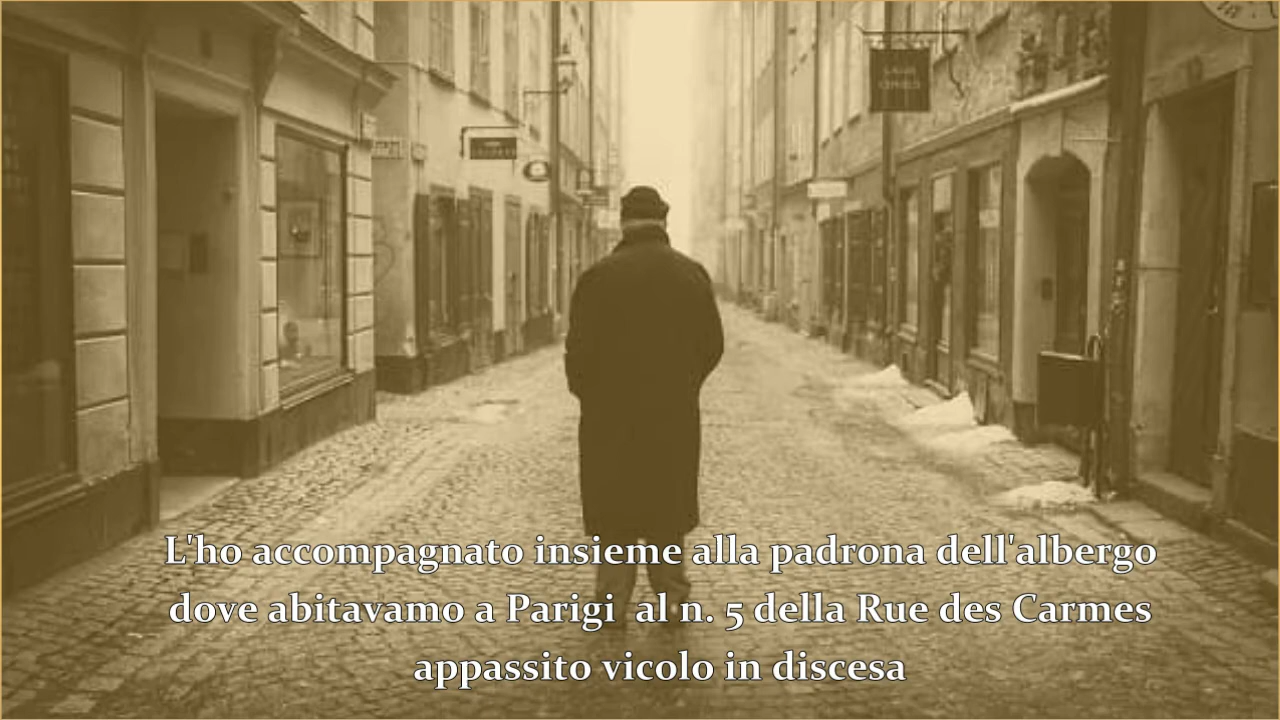 L'ho accompagnato insieme alla padrona dell'albergo
dove abitavamo a Parigi  al n. 5 della Rue des Carmes
appassito vicolo in discesa